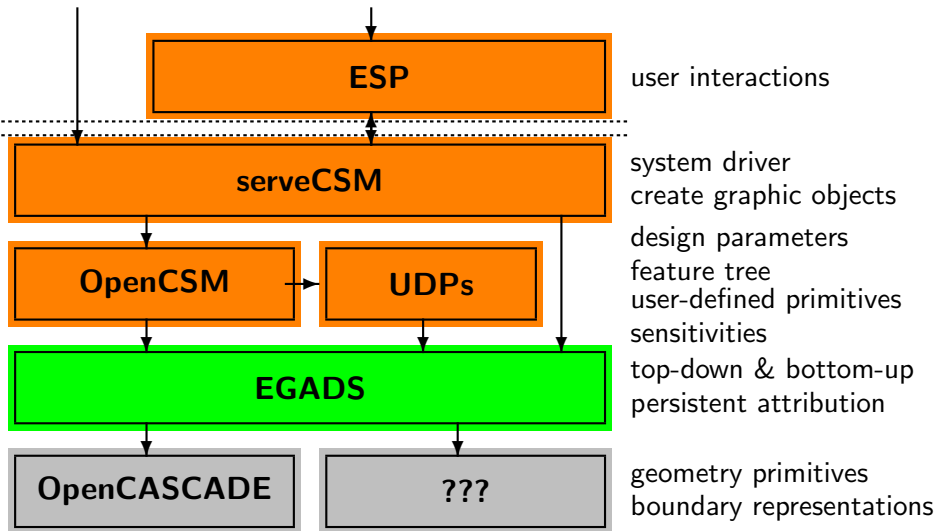 ESP
user interactions
serveCSM
system driver
create graphic objects
OpenCSM
UDPs
design parameters
feature tree
user-defined primitives
sensitivities
EGADS
top-down & bottom-up
persistent attribution
OpenCASCADE
???
geometry primitives
boundary representations